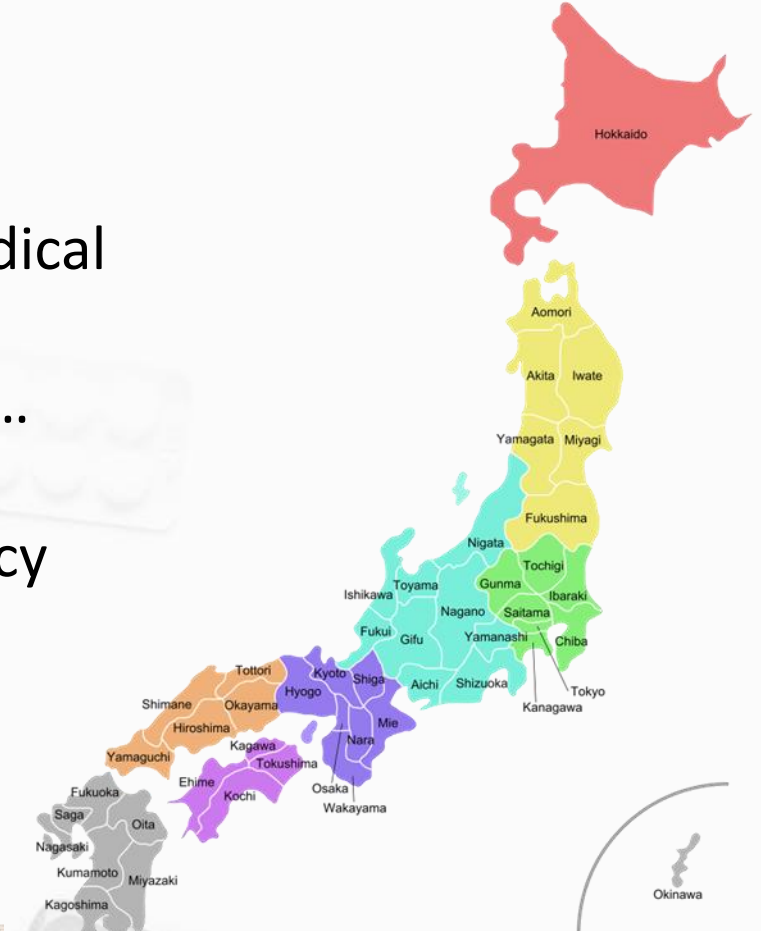 Hokkaido
dical
Aomori
Akita Iwate
..
Yamagata Miyagi
Fukushima
Nigata
cy
Tochigi
Gunma
Toyama
Ishikawa
Ibaraki
Nagano
Saitama
Fukui
Gifu
Yamanashi
Chiba
Tottori
Kyoto
Shiga
Aichi
Shizuoka
Tokyo
Hyogo
Shimane
Okayama
Kanagawa
Mie
Hiroshima
Nara
Kagawa
Yamaguchi
Tokushima
Ehime
Osaka
Fukuoka
Kochi
Wakayama
Saga
Oita
Nagasaki
Kumamoto
Miyazaki
Okinawa
Kagoshima